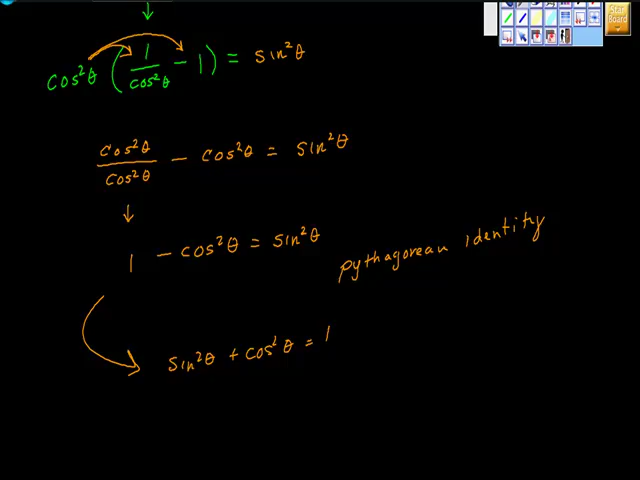 cos²θ ( 1/cos²θ − 1 ) = sin²θ
cos²θ/cos²θ − cos²θ = sin²θ
1 − cos²θ = sin²θ
pythagorean identity
sin²θ + cos²θ = 1
Star
Board